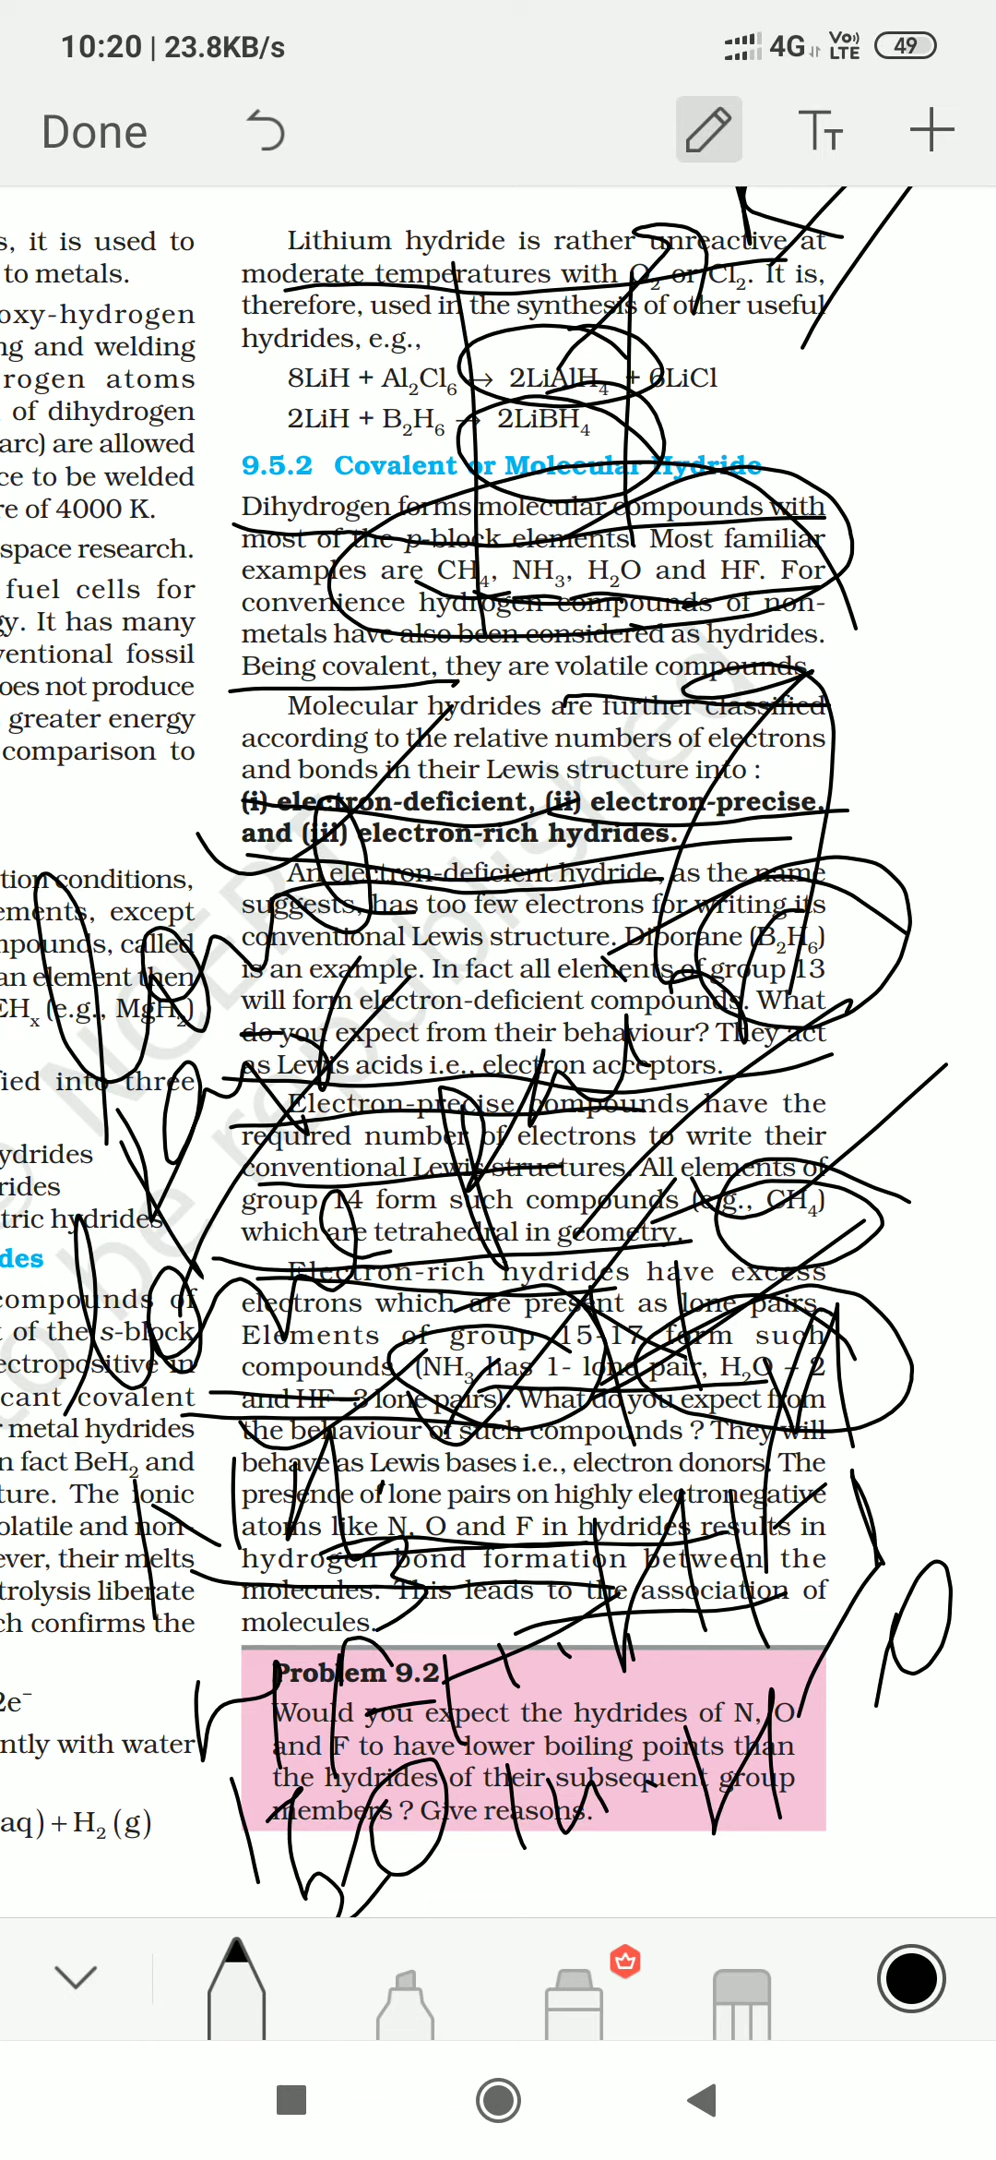 10:20 | 23.8KB/s
4G Vo)) LTE 49
Done
TT
s, it is used to
to metals.
oxy-hydrogen
ng and welding
rogen atoms
of dihydrogen
arc) are allowed
ce to be welded
re of 4000 K.
space research.
fuel cells for
gy. It has many
ventional fossil
oes not produce
greater energy
comparison to
tion conditions,
ements, except
mpounds, called
an element then
EHx (e.g., MgH2)
fied into three
ydrides
rides
tric hydrides
des
compounds of
t of the s-block
ectropositive in
cant covalent
r metal hydrides
n fact BeH2 and
ture. The ionic
olatile and non-
ever, their melts
trolysis liberate
ch confirms the
2e⁻
ntly with water
aq) + H2 (g)
Lithium hydride is rather unreactive at
moderate temperatures with O2 or Cl2. It is,
therefore, used in the synthesis of other useful
hydrides, e.g.,
8LiH + Al2Cl6 → 2LiAlH4 + 6LiCl
2LiH + B2H6 → 2LiBH4
9.5.2 Covalent or Molecular Hydride
Dihydrogen forms molecular compounds with
most of the p-block elements. Most familiar
examples are CH4, NH3, H2O and HF. For
convenience hydrogen compounds of non-
metals have also been considered as hydrides.
Being covalent, they are volatile compounds.
Molecular hydrides are further classified
according to the relative numbers of electrons
and bonds in their Lewis structure into :
(i) electron-deficient, (ii) electron-precise,
and (iii) electron-rich hydrides.
An electron-deficient hydride, as the name
suggests, has too few electrons for writing its
conventional Lewis structure. Diborane (B2H6)
is an example. In fact all elements of group 13
will form electron-deficient compounds. What
do you expect from their behaviour? They act
as Lewis acids i.e., electron acceptors.
Electron-precise compounds have the
required number of electrons to write their
conventional Lewis structures. All elements of
group 14 form such compounds (e.g., CH4)
which are tetrahedral in geometry.
Electron-rich hydrides have excess
electrons which are present as lone pairs.
Elements of group 15-17 form such
compounds. (NH3 has 1- lone pair, H2O – 2
and HF –3 lone pairs). What do you expect from
the behaviour of such compounds ? They will
behave as Lewis bases i.e., electron donors. The
presence of lone pairs on highly electronegative
atoms like N, O and F in hydrides results in
hydrogen bond formation between the
molecules. This leads to the association of
molecules.
Problem 9.2
Would you expect the hydrides of N, O
and F to have lower boiling points than
the hydrides of their subsequent group
members ? Give reasons.